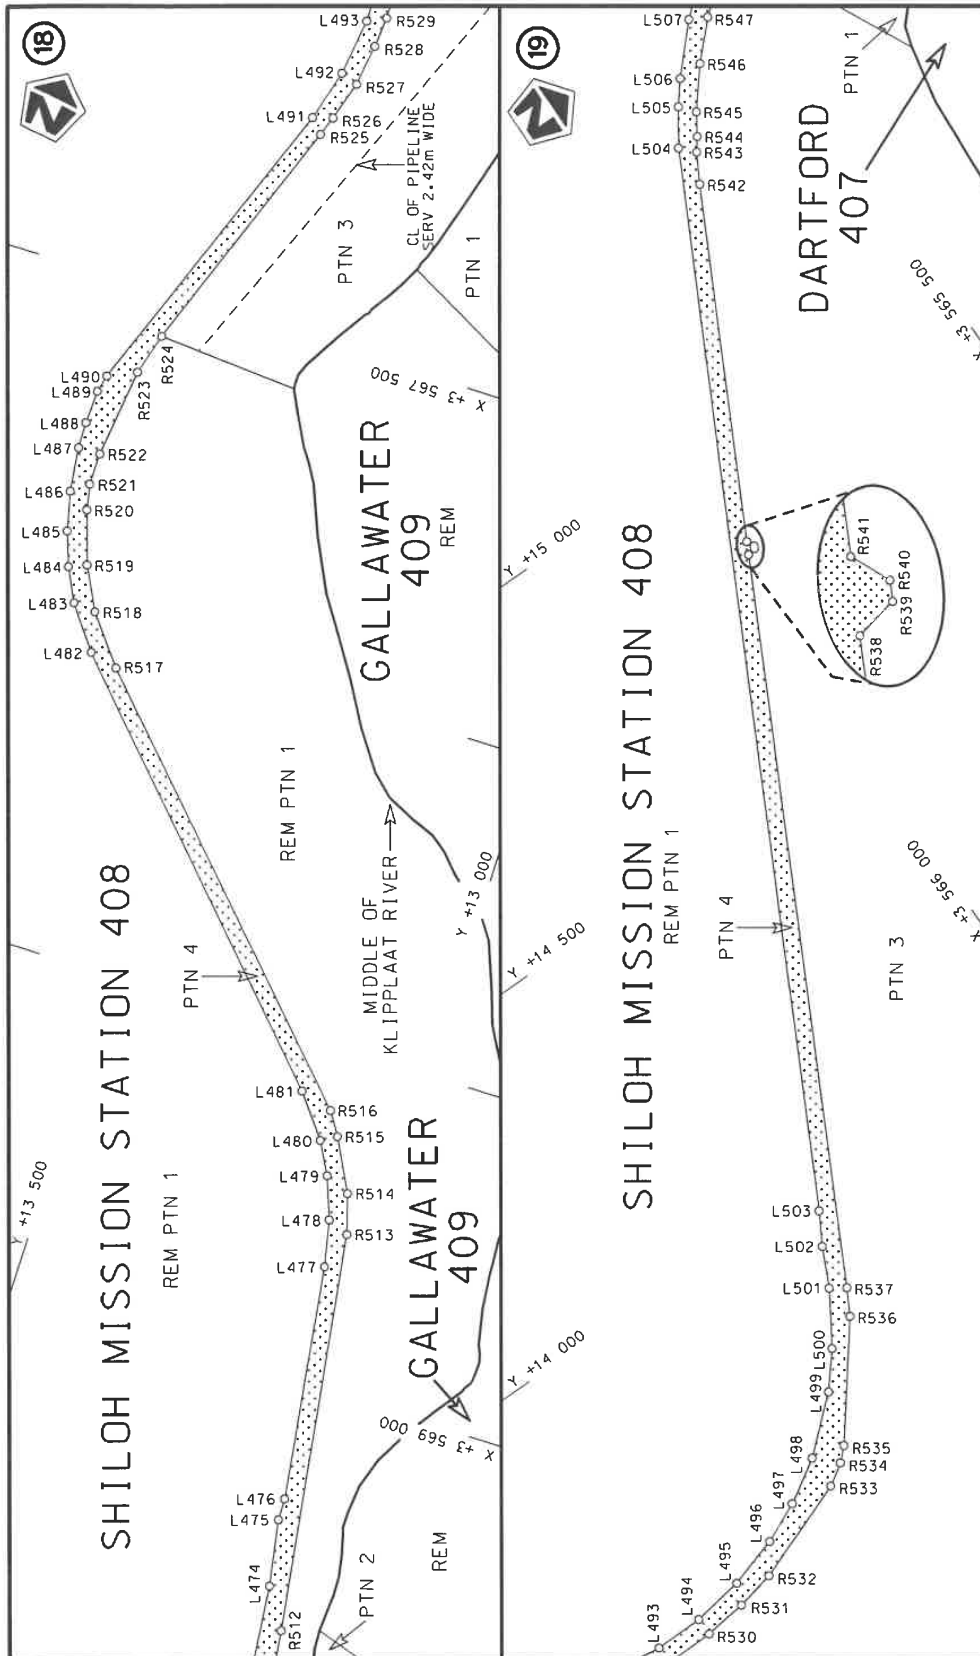 18
L493
R529
R528
L492
R527
L491
R526
R525
CL OF PIPELINE
SERV 2.42m WIDE
PTN 3
PTN 1
R524
L490
L489
R523
L488
L487
R522
L486
R521
R520
L485
L484
R519
L483
R518
L482
R517
X +3 567 500
GALLAWATER
409
REM
REM PTN 1
MIDDLE OF
KLIPPLAAT RIVER
Y +13 000
SHILOH MISSION STATION 408
PTN 4
REM PTN 1
L481
R516
L480
R515
L479
R514
L478
R513
L477
Y +13 500
GALLAWATER
409
X +3 569 000
L476
L475
L474
R512
PTN 2
REM
19
L507
R547
R546
L506
L505
R545
R544
L504
R543
R542
PTN 1
DARTFORD
407
X +3 565 500
Y +15 000
R541
R540
R539
R538
SHILOH MISSION STATION 408
REM PTN 1
PTN 4
X +3 566 000
PTN 3
Y +14 500
L503
L502
L501
R537
R536
L500
L499
Y +14 000
L498
R535
R534
R533
L497
L496
L495
R532
L494
R531
L493
R530